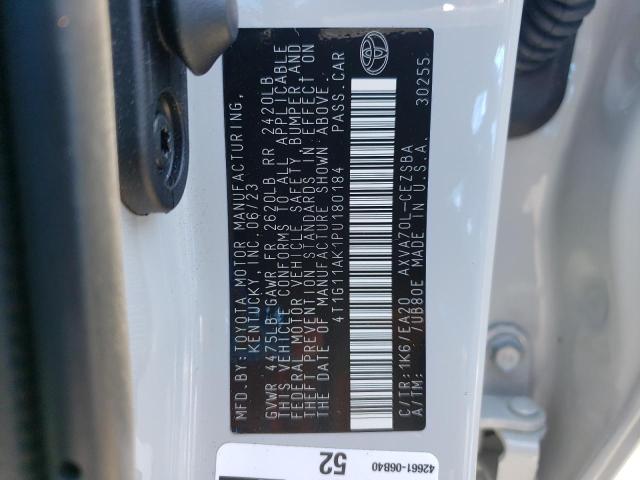 MFD. BY: TOYOTA MOTOR MANUFACTURING,
KENTUCKY, INC. 06/23
GVWR 4475LB GAWR FR 2620LB RR 2420LB
THIS VEHICLE CONFORMS TO ALL APPLICABLE
FEDERAL MOTOR VEHICLE SAFETY, BUMPER AND
THEFT PREVENTION STANDARDS IN EFFECT ON
THE DATE OF MANUFACTURE SHOWN ABOVE.
4T1G11AK1PU180184 PASS. CAR
C/TR: 1K6/EA20 AXVA70L-CEZSBA 30255
A/TM: 7UB80E MADE IN U.S.A.
52
42661-06B40